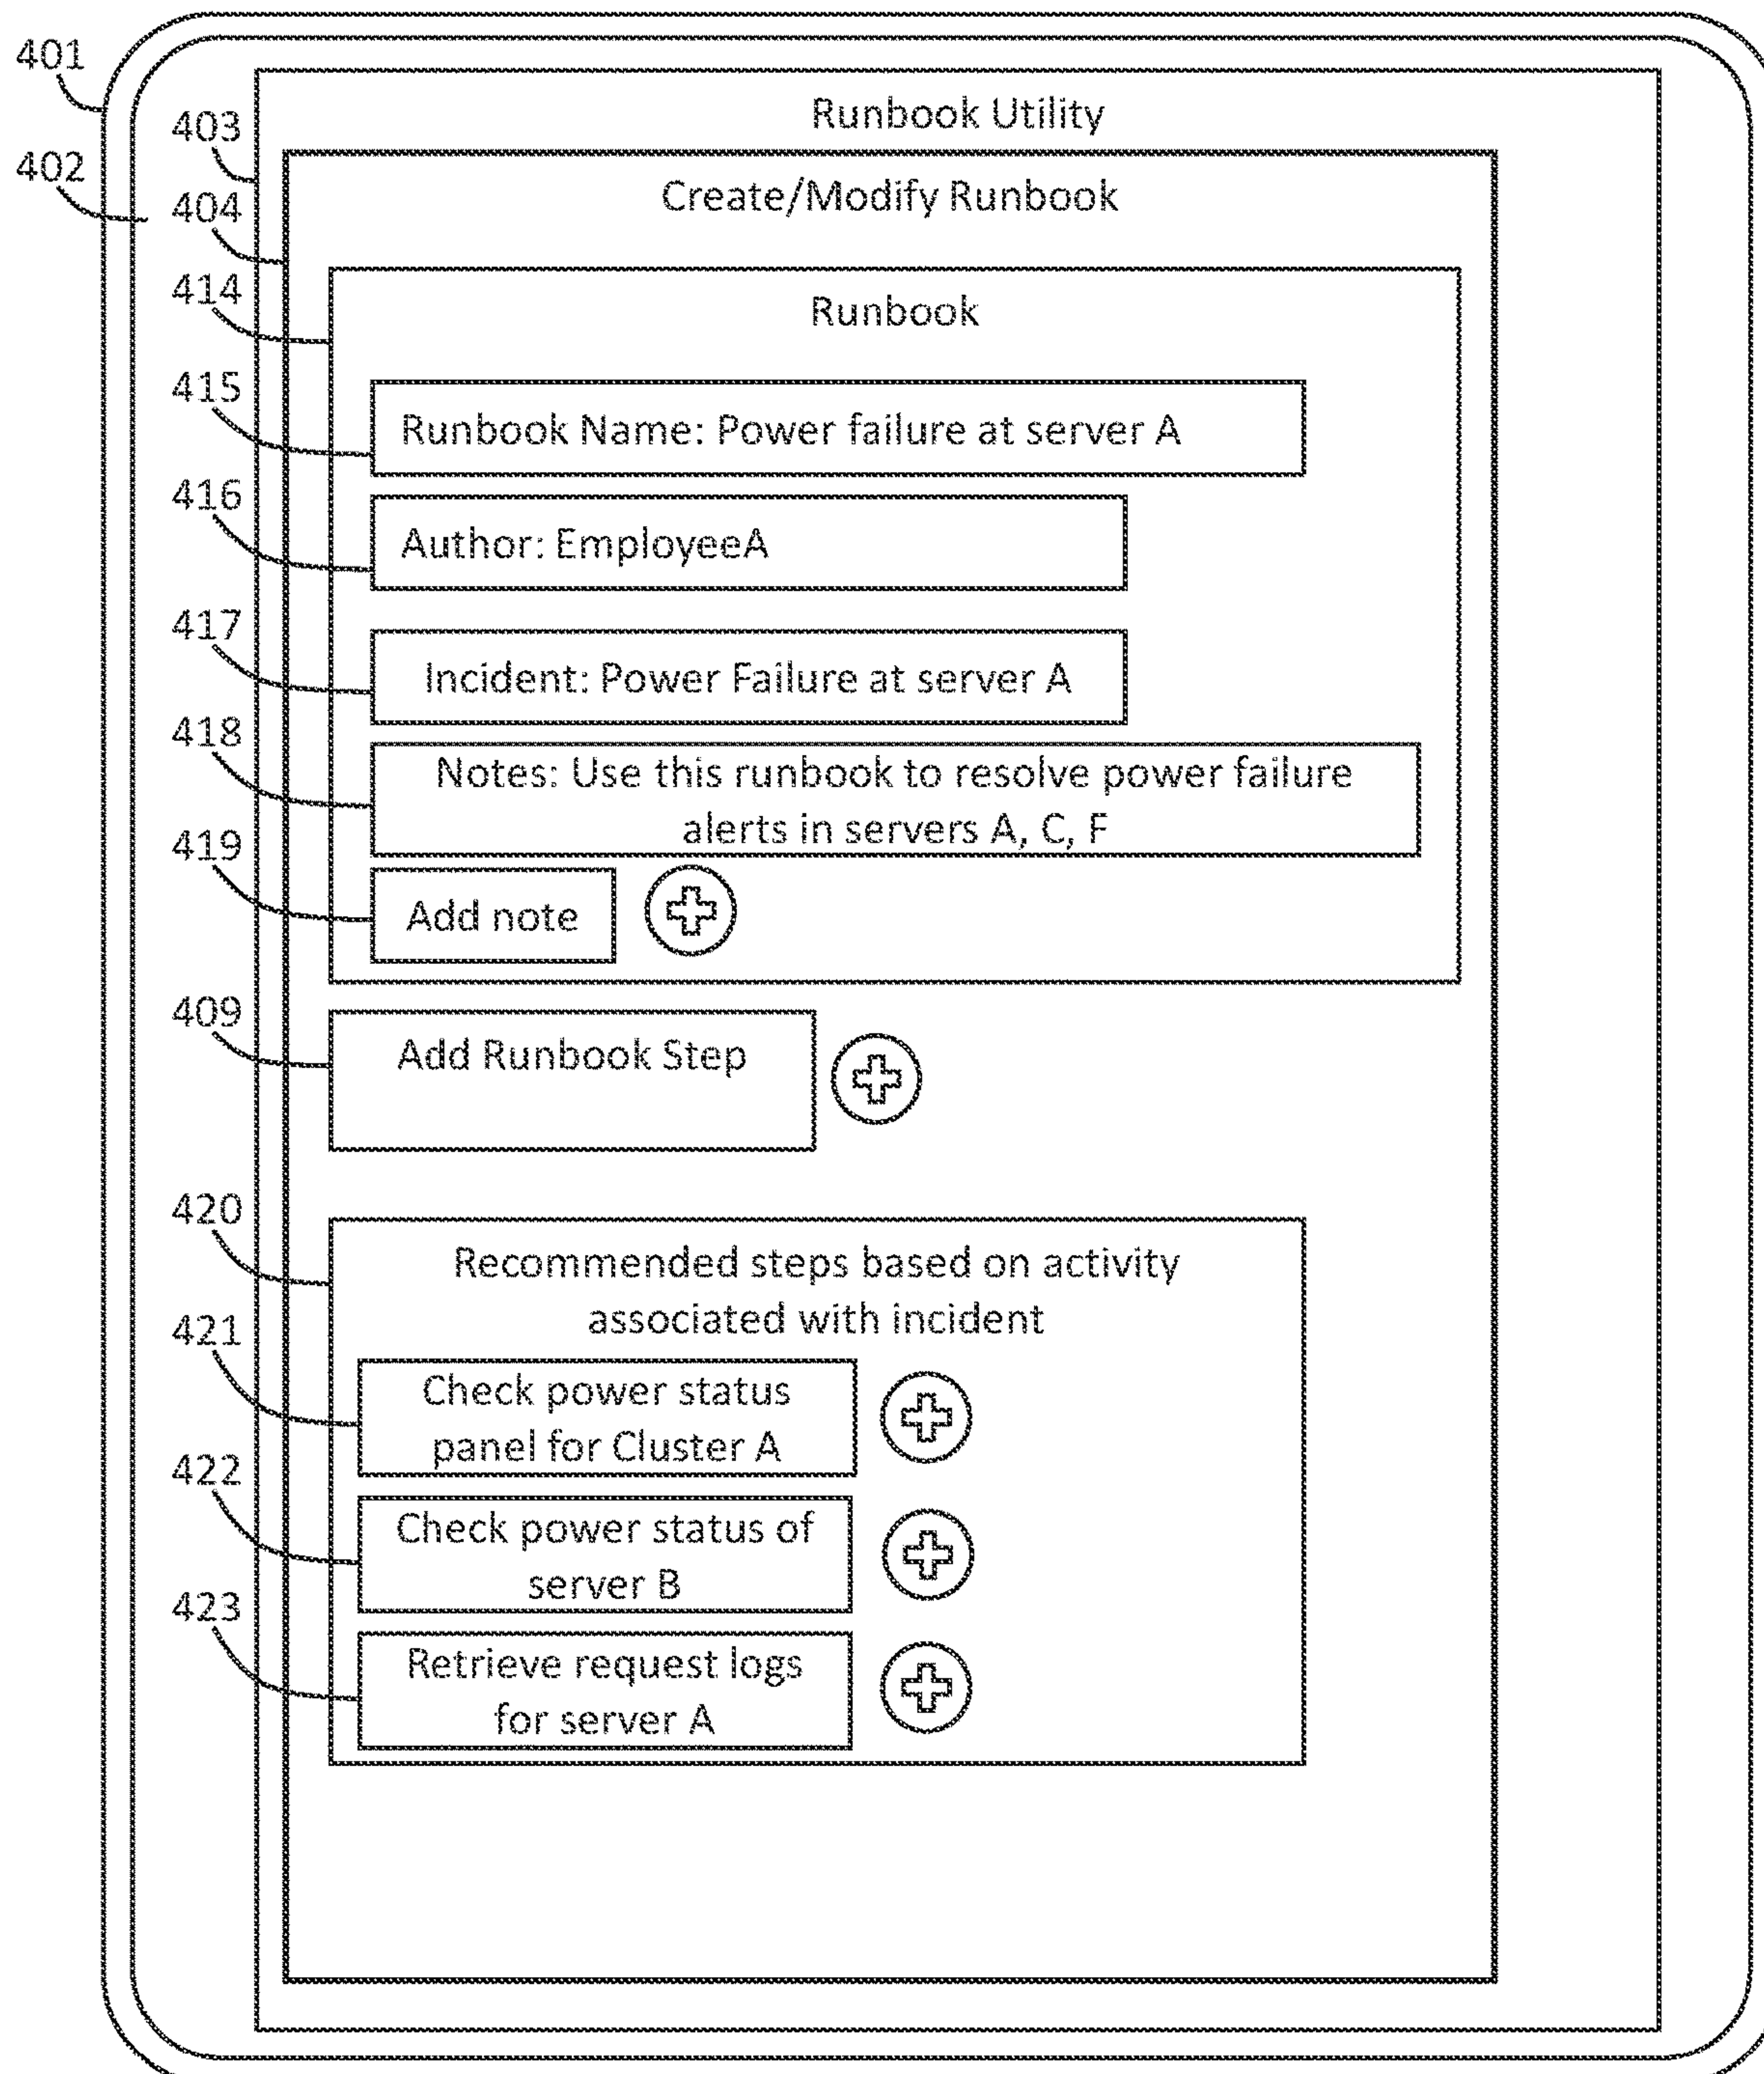 401
Runbook Utility
403
402
Create/Modify Runbook
404
414
Runbook
415
Runbook Name: Power failure at server A
416
Author: EmployeeA
417
Incident: Power Failure at server A
418
Notes: Use this runbook to resolve power failure
alerts in servers A, C, F
419
Add note
409
Add Runbook Step
420
Recommended steps based on activity
associated with incident
421
Check power status
panel for Cluster A
422
Check power status of
server B
423
Retrieve request logs
for server A